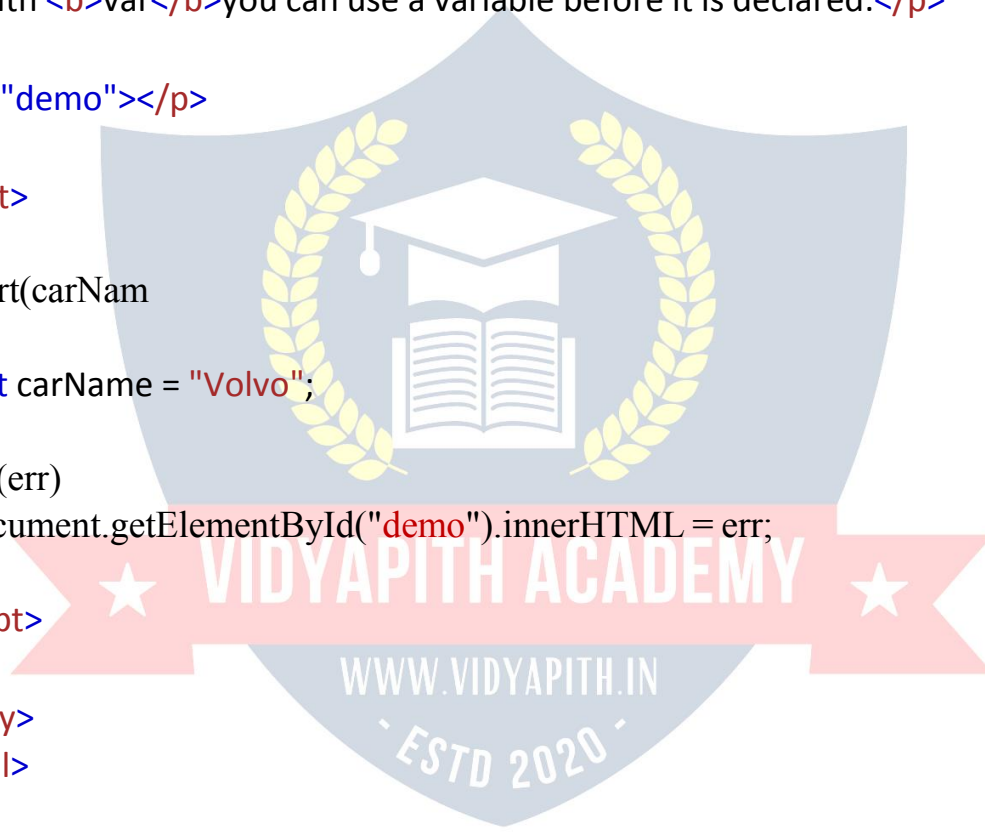 ith <b>var</b>you can use a variable before it is declared:</p>
"demo"></p>
t>
rt(carNam
t carName = "Volvo";
(err)
cument.getElementById("demo").innerHTML = err;
VIDYAPITH ACADEMY
pt>
WWW.VIDYAPITH.IN
y>
- ESTD 2020 -
l>